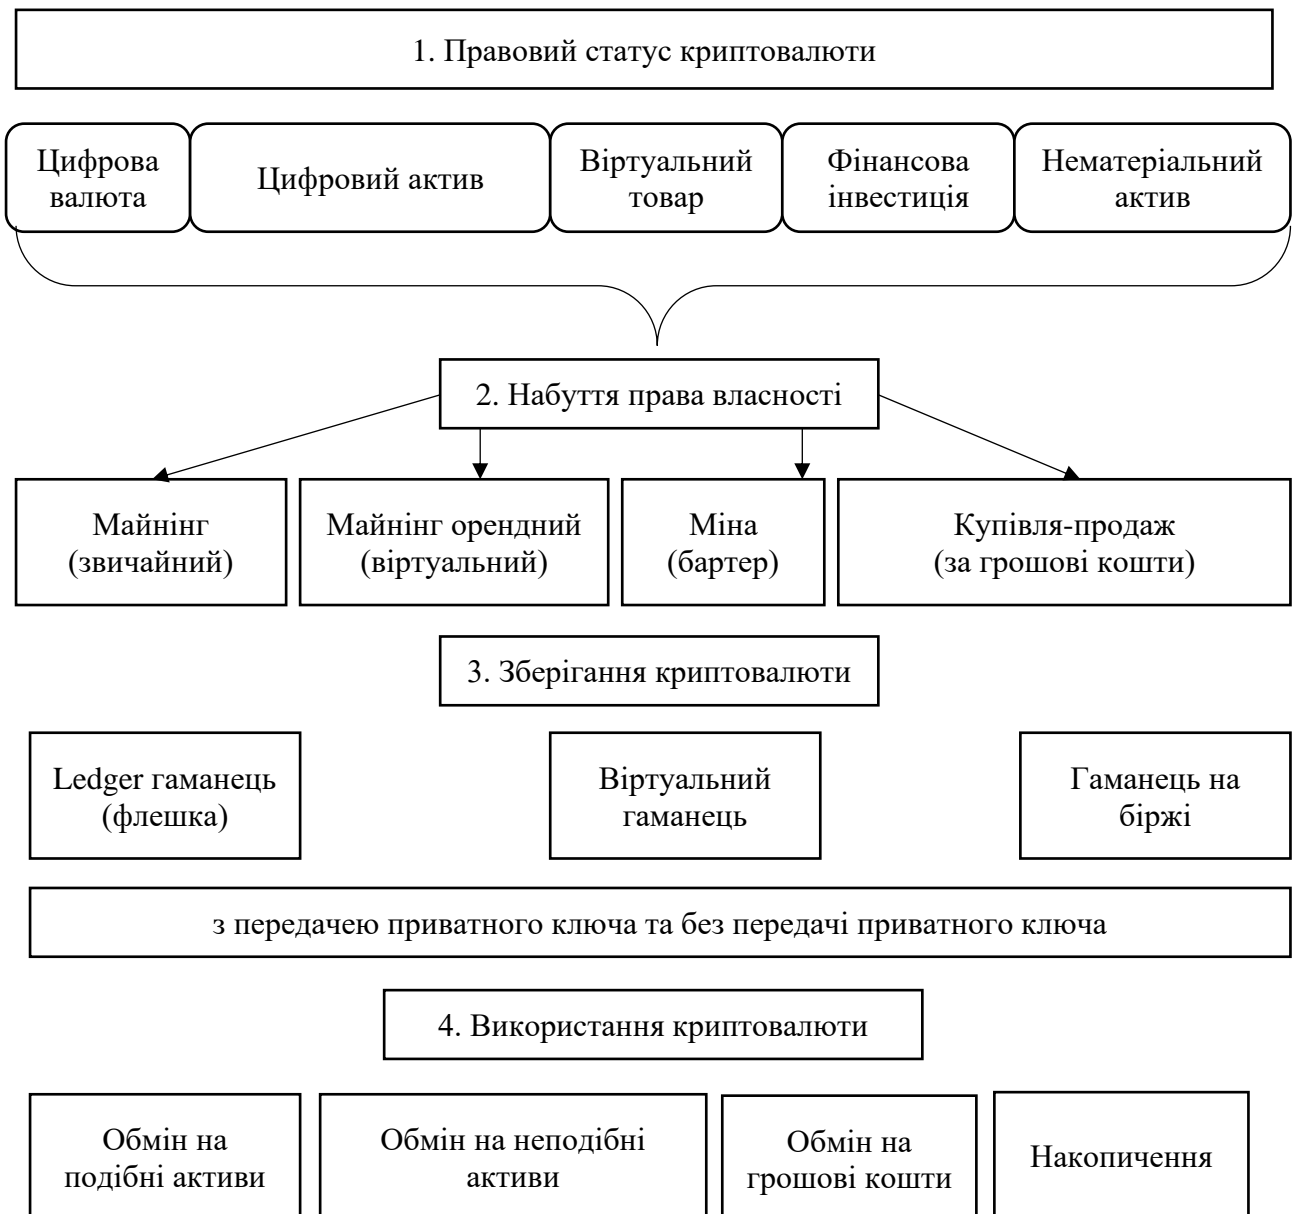 1. Правовий статус криптовалюти
Цифрова
валюта
Цифровий актив
Віртуальний
товар
Фінансова
інвестиція
Нематеріальний
актив
2. Набуття права власності
Майнінг
(звичайний)
Майнінг орендний
(віртуальний)
Міна
(бартер)
Купівля-продаж
(за грошові кошти)
3. Зберігання криптовалюти
Ledger гаманець
(флешка)
Віртуальний
гаманець
Гаманець на
біржі
з передачею приватного ключа та без передачі приватного ключа
4. Використання криптовалюти
Обмін на
подібні активи
Обмін на неподібні
активи
Обмін на
грошові кошти
Накопичення